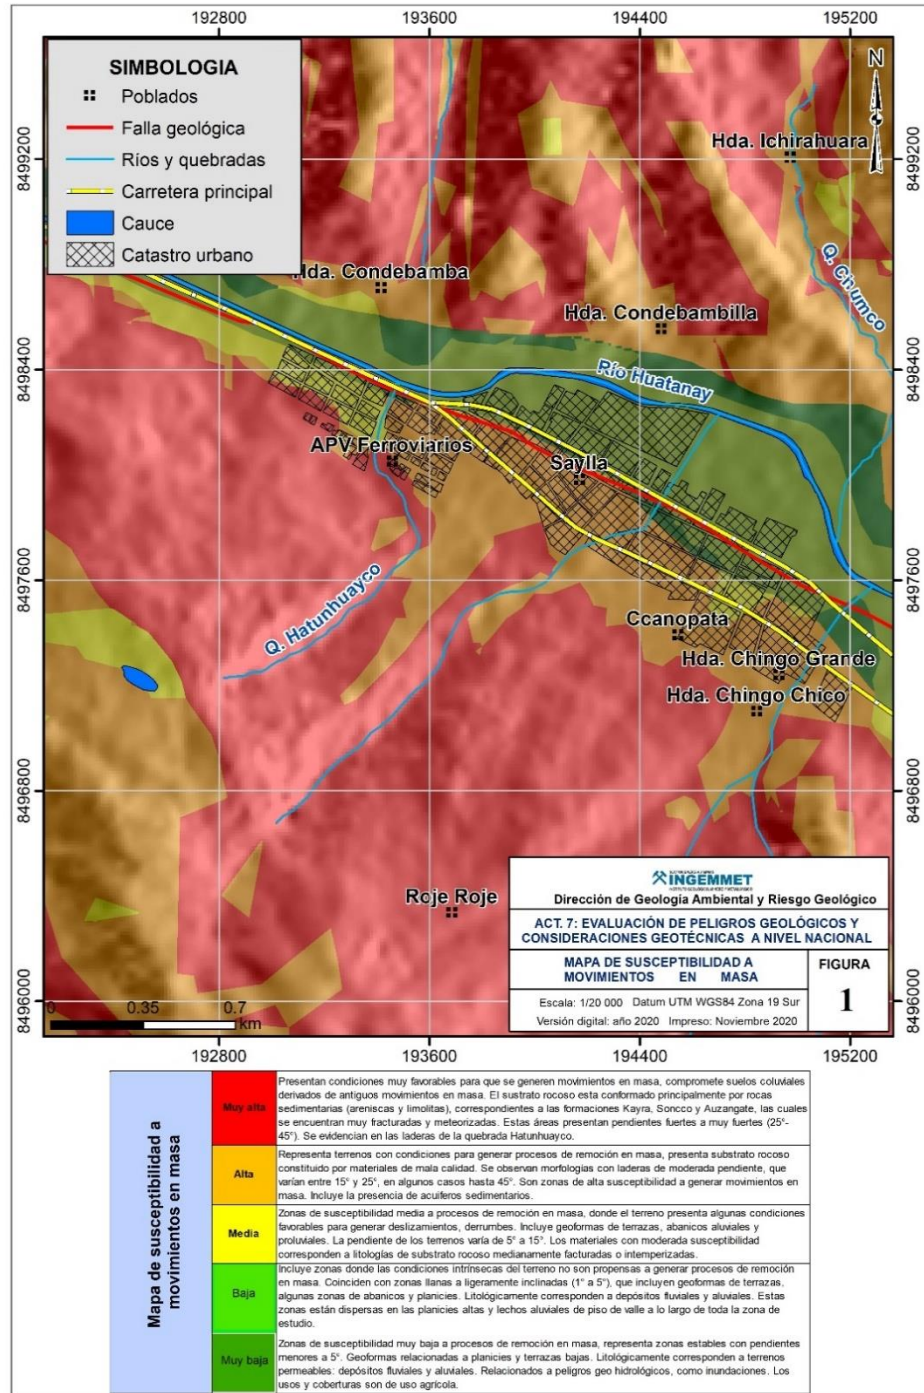 192800 193600 194400 195200
SIMBOLOGIA
Poblados
Falla geológica
Ríos y quebradas
Carretera principal
Cauce
Catastro urbano
N
8499200
8499200
Hda. Ichirahuara
Q. Chumco
Hda. Condebamba
Hda. Condebambilla
8498400
8498400
Río Huatanay
APV Ferroviarios
Saylla
8497600
8497600
Q. Hatunhuayco
Ccanopata
Hda. Chingo Grande
Hda. Chingo Chico
8496800
8496800
Roje Roje
8496000
8496000
0 0.35 0.7
km
INGEMMET
Dirección de Geología Ambiental y Riesgo Geológico
ACT. 7: EVALUACIÓN DE PELIGROS GEOLÓGICOS Y
CONSIDERACIONES GEOTÉCNICAS A NIVEL NACIONAL
MAPA DE SUSCEPTIBILIDAD A
MOVIMIENTOS EN MASA
FIGURA
1
Escala: 1/20 000 Datum UTM WGS84 Zona 19 Sur
Versión digital: año 2020 Impreso: Noviembre 2020
192800 193600 194400 195200
Mapa de susceptibilidad a
movimientos en masa
Muy alta
Presentan condiciones muy favorables para que se generen movimientos en masa, compromete suelos coluviales
derivados de antiguos movimientos en masa. El sustrato rocoso esta conformado principalmente por rocas
sedimentarias (areniscas y limolitas), correspondientes a las formaciones Kayra, Soncco y Auzangate, las cuales
se encuentran muy fracturadas y meteorizadas. Estas áreas presentan pendientes fuertes a muy fuertes (25°-
45°). Se evidencian en las laderas de la quebrada Hatunhuayco.
Alta
Representa terrenos con condiciones para generar procesos de remoción en masa, presenta substrato rocoso
constituido por materiales de mala calidad. Se observan morfologías con laderas de moderada pendiente, que
varían entre 15° y 25°, en algunos casos hasta 45°. Son zonas de alta susceptibilidad a generar movimientos en
masa. Incluye la presencia de acuiferos sedimentarios.
Media
Zonas de susceptibilidad media a procesos de remoción en masa, donde el terreno presenta algunas condiciones
favorables para generar deslizamientos, derrumbes. Incluye geoformas de terrazas, abanicos aluviales y
proluviales. La pendiente de los terrenos varía de 5° a 15°. Los materiales con moderada susceptibilidad
corresponden a litologías de substrato rocoso medianamente facturadas o intemperizadas.
Baja
Incluye zonas donde las condiciones intrínsecas del terreno no son propensas a generar procesos de remoción
en masa. Coinciden con zonas llanas a ligeramente inclinadas (1° a 5°), que incluyen geoformas de terrazas,
algunas zonas de abanicos y planicies. Litológicamente corresponden a depósitos fluviales y aluviales. Estas
zonas están dispersas en las planicies altas y lechos aluviales de piso de valle a lo largo de toda la zona de
estudio.
Muy baja
Zonas de susceptibilidad muy baja a procesos de remoción en masa, representa zonas estables con pendientes
menores a 5°. Geoformas relacionadas a planicies y terrazas bajas. Litológicamente corresponden a terrenos
permeables: depósitos fluviales y aluviales. Relacionados a peligros geo hidrológicos, como inundaciones. Los
usos y coberturas son de uso agrícola.